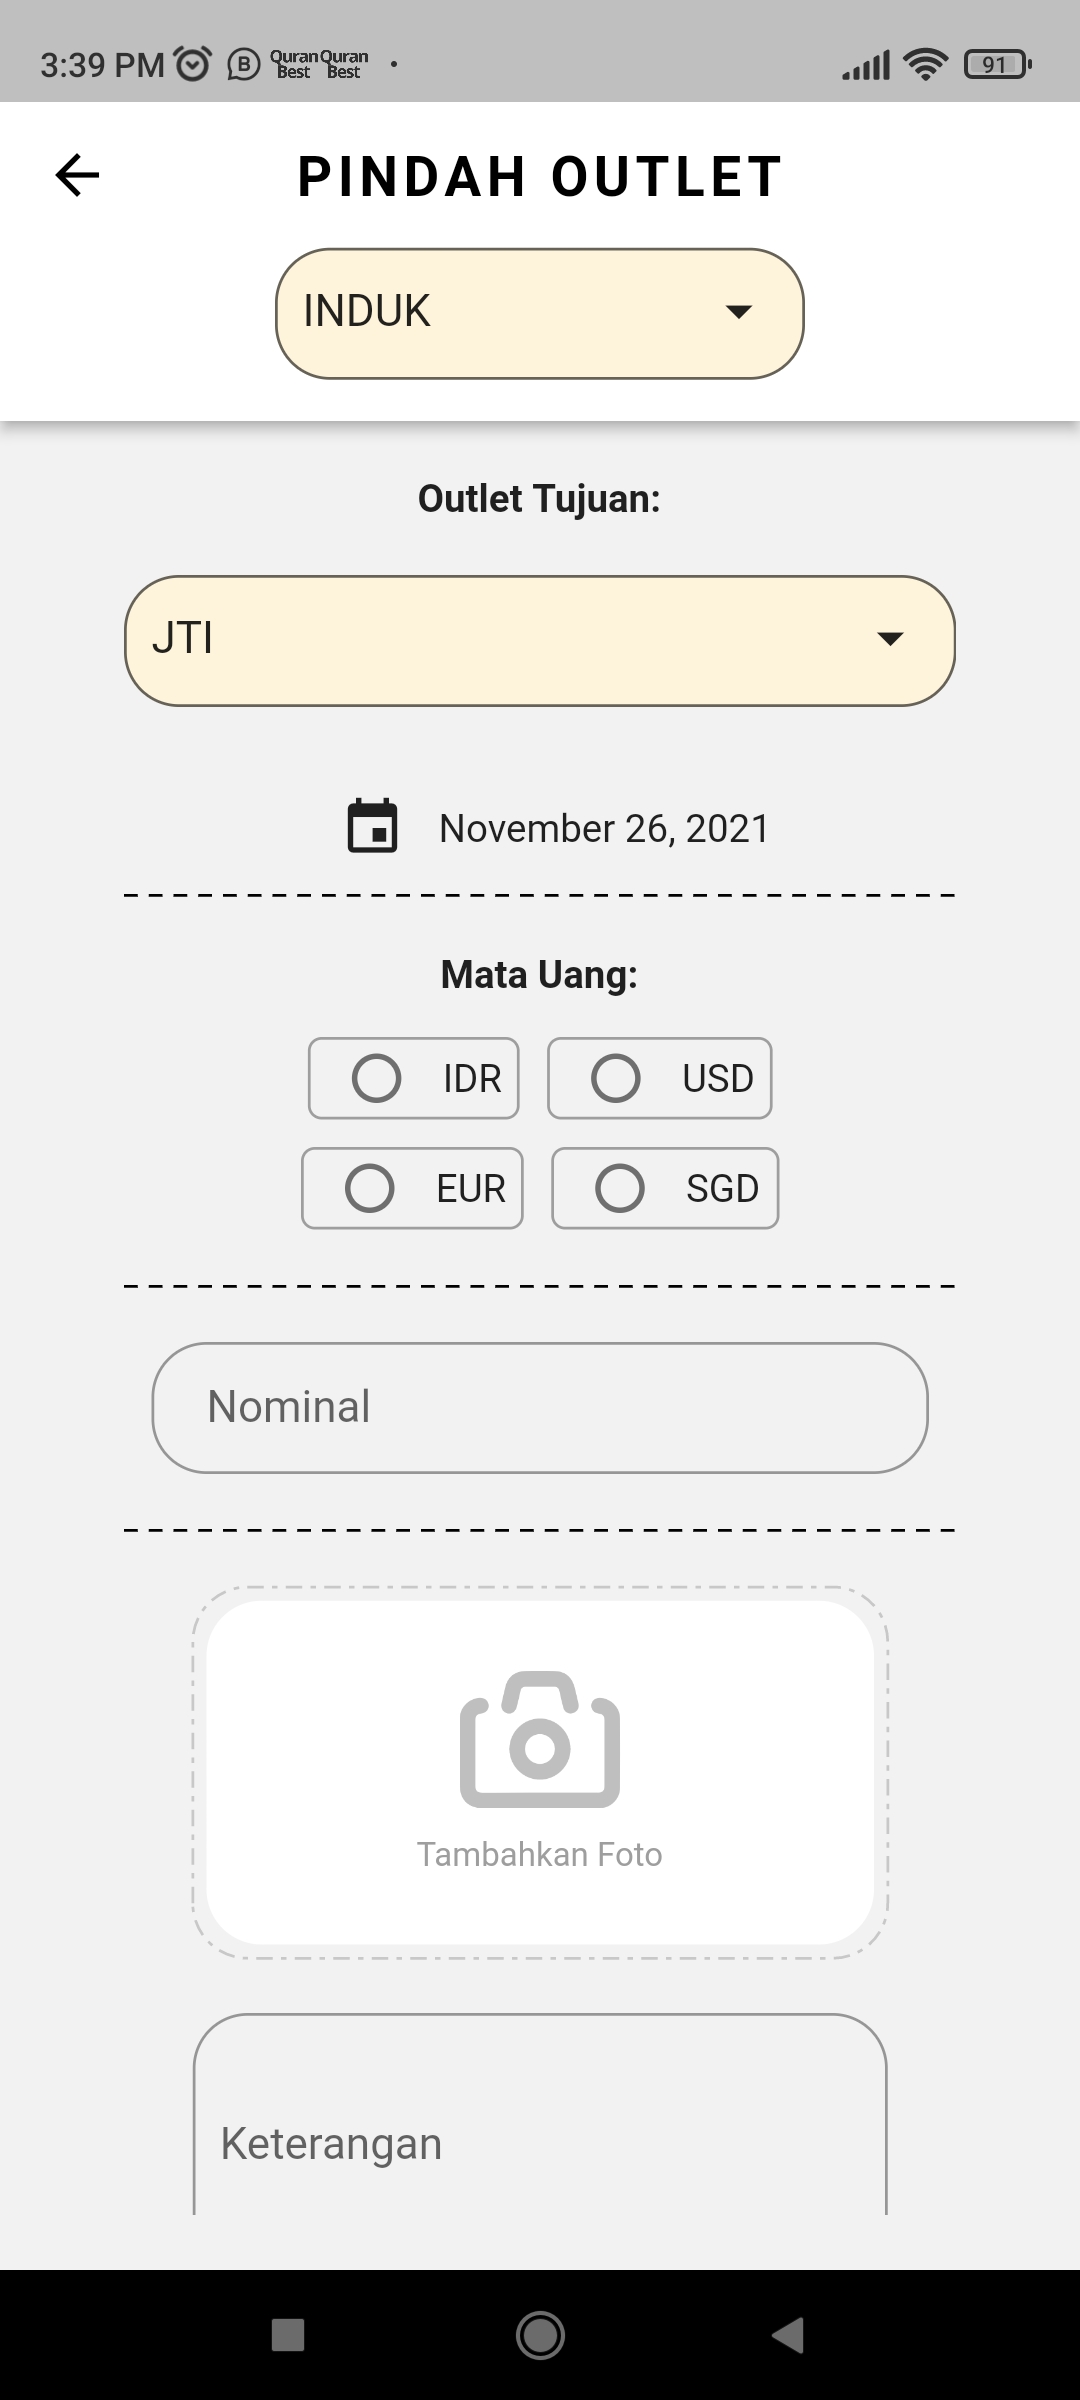 3:39 PM B Quran Best Quran Best 91
PINDAH OUTLET
INDUK
Outlet Tujuan:
JTI
November 26, 2021
Mata Uang:
IDR USD
EUR SGD
Nominal
Tambahkan Foto
Keterangan